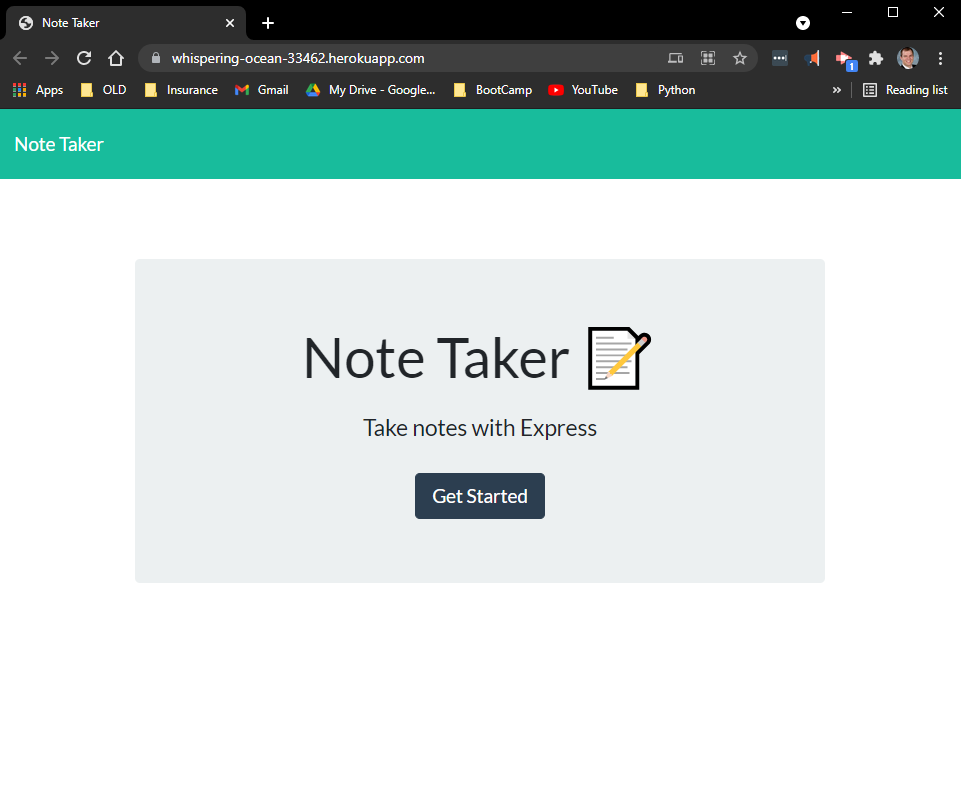 Note Taker
whispering-ocean-33462.herokuapp.com
1
Apps OLD Insurance Gmail My Drive - Google... BootCamp YouTube Python » Reading list
Note Taker
Note Taker
Take notes with Express
Get Started